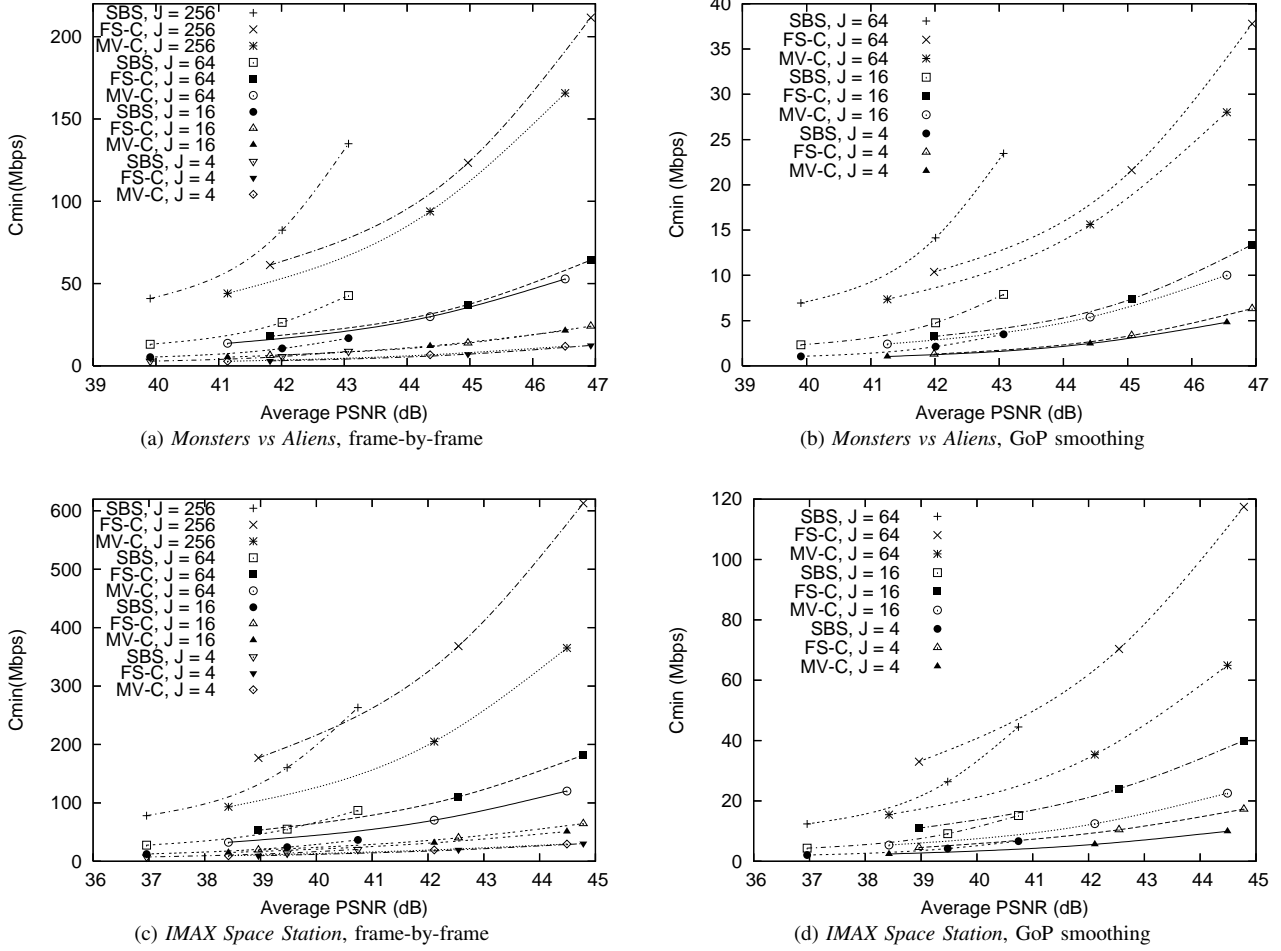 SBS, J = 256
FS-C, J = 256
MV-C, J = 256
SBS, J = 64
FS-C, J = 64
MV-C, J = 64
SBS, J = 16
FS-C, J = 16
MV-C, J = 16
SBS, J = 4
FS-C, J = 4
MV-C, J = 4
200
150
100
50
0
Cmin(Mbps)
39 40 41 42 43 44 45 46 47
Average PSNR (dB)
(a) Monsters vs Aliens, frame-by-frame
SBS, J = 64
FS-C, J = 64
MV-C, J = 64
SBS, J = 16
FS-C, J = 16
MV-C, J = 16
SBS, J = 4
FS-C, J = 4
MV-C, J = 4
40
35
30
25
20
15
10
5
0
Cmin (Mbps)
39 40 41 42 43 44 45 46 47
Average PSNR (dB)
(b) Monsters vs Aliens, GoP smoothing
SBS, J = 256
FS-C, J = 256
MV-C, J = 256
SBS, J = 64
FS-C, J = 64
MV-C, J = 64
SBS, J = 16
FS-C, J = 16
MV-C, J = 16
SBS, J = 4
FS-C, J = 4
MV-C, J = 4
600
500
400
300
200
100
0
Cmin(Mbps)
36 37 38 39 40 41 42 43 44 45
Average PSNR (dB)
(c) IMAX Space Station, frame-by-frame
SBS, J = 64
FS-C, J = 64
MV-C, J = 64
SBS, J = 16
FS-C, J = 16
MV-C, J = 16
SBS, J = 4
FS-C, J = 4
MV-C, J = 4
120
100
80
60
40
20
0
Cmin (Mbps)
36 37 38 39 40 41 42 43 44 45
Average PSNR (dB)
(d) IMAX Space Station, GoP smoothing